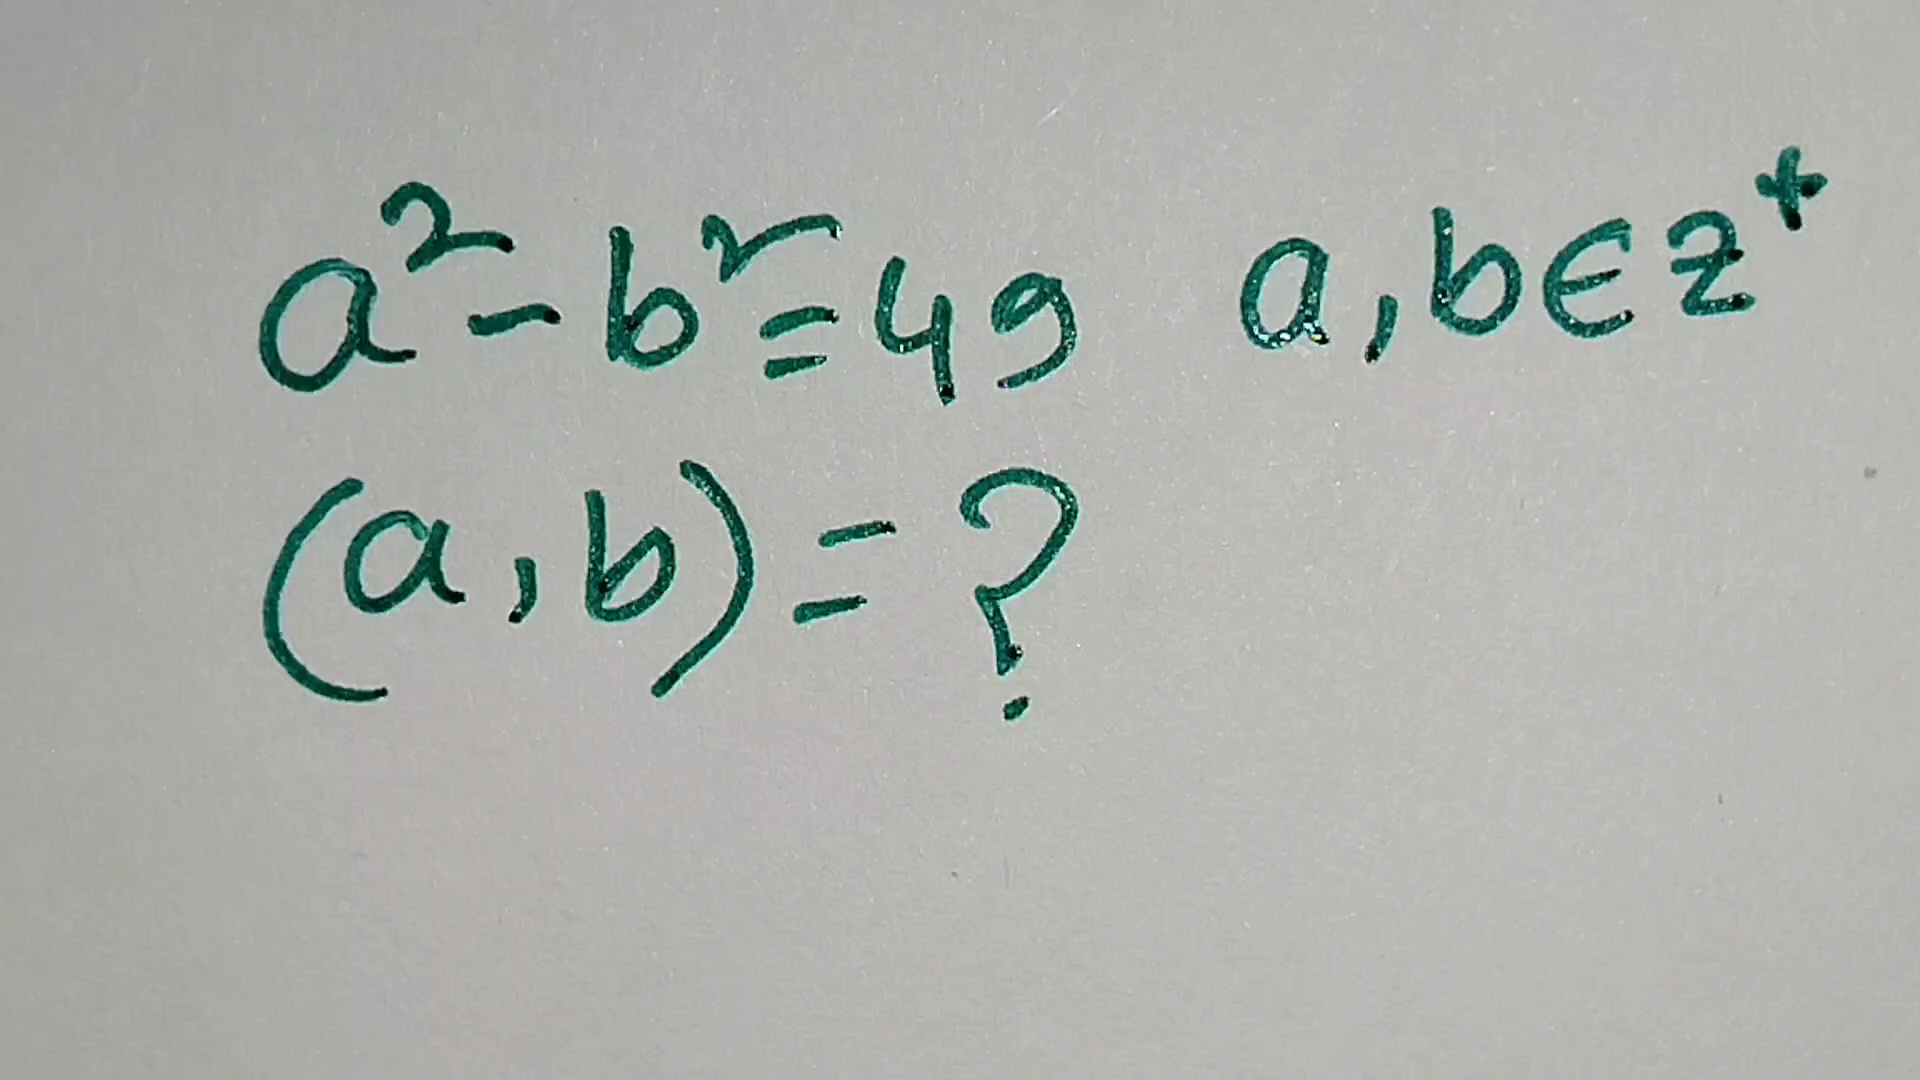 a² - b² = 49 a, b ∈ z⁺
(a, b) = ?